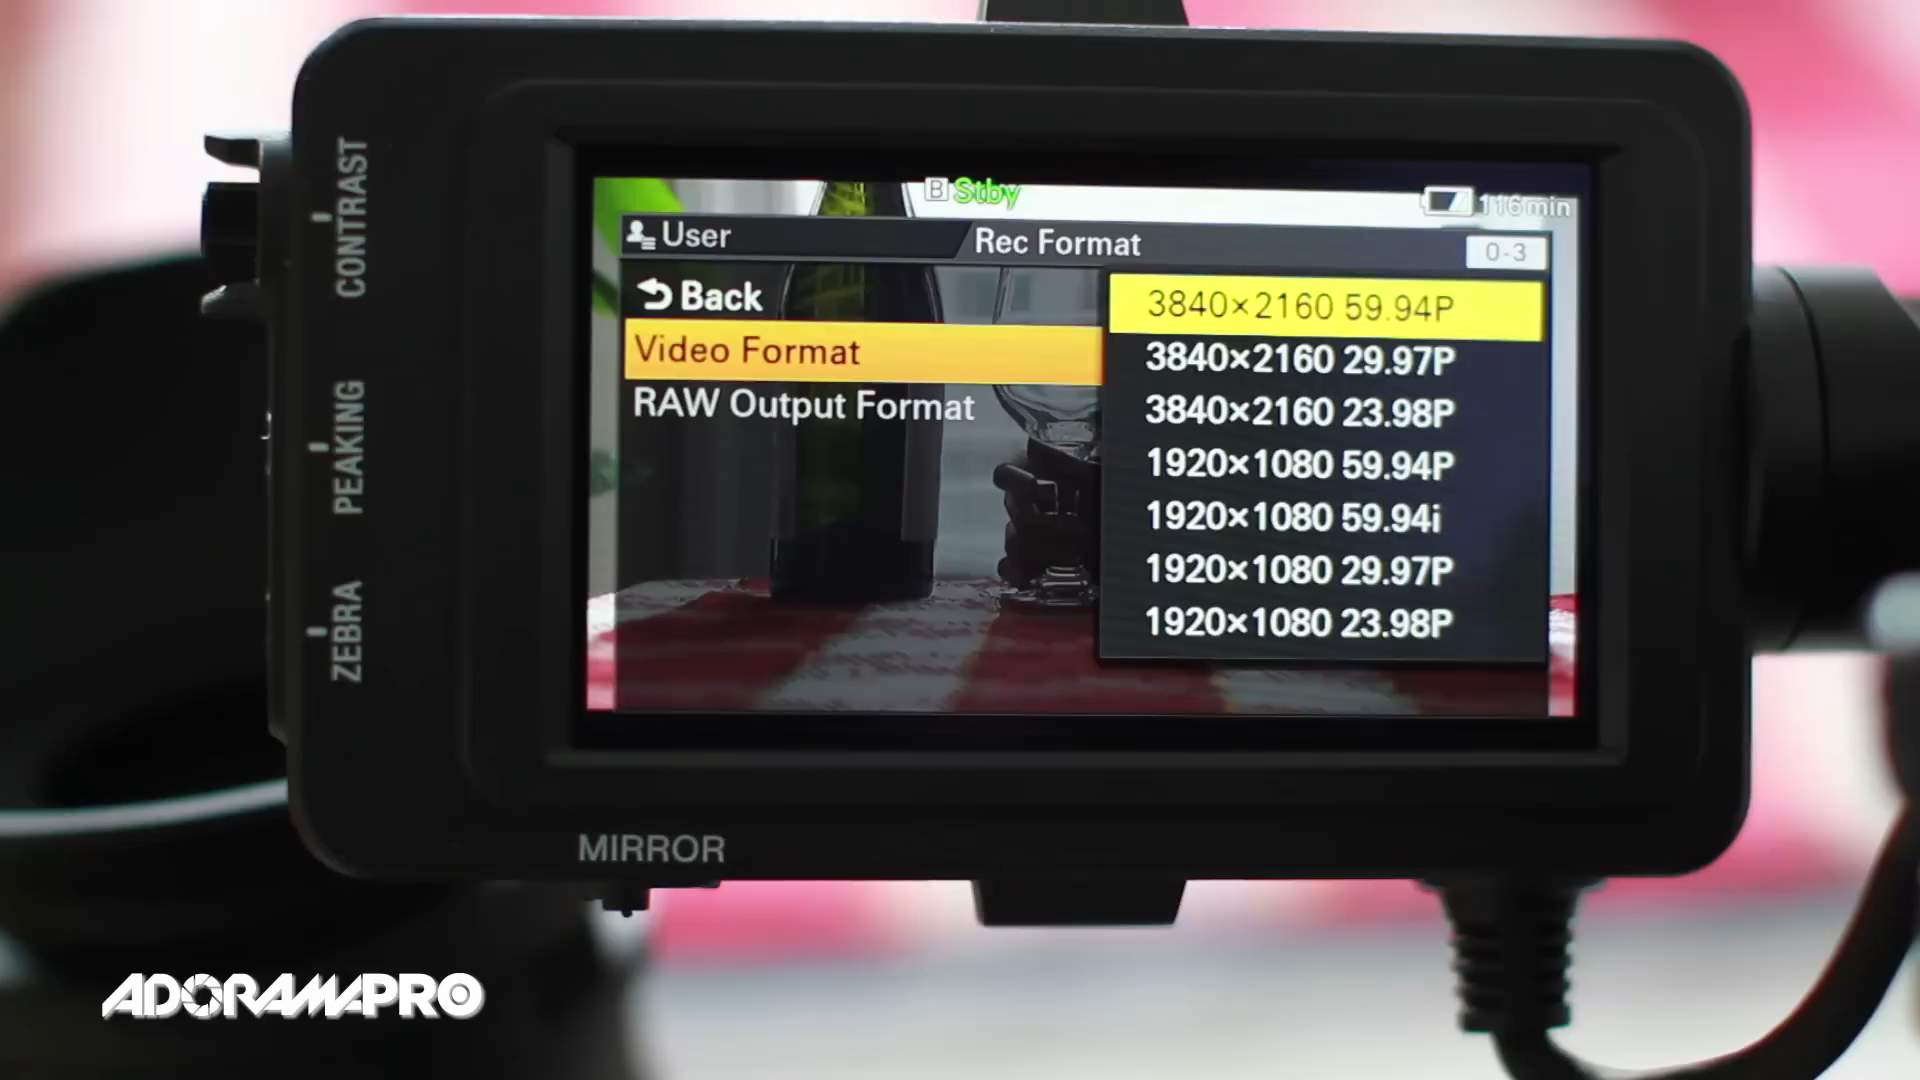 B Stby
116min
User
Rec Format
0-3
Back
Video Format
RAW Output Format
3840×2160 59.94P
3840×2160 29.97P
3840×2160 23.98P
1920×1080 59.94P
1920×1080 59.94i
1920×1080 29.97P
1920×1080 23.98P
CONTRAST
PEAKING
ZEBRA
MIRROR
ADORAMAPRO